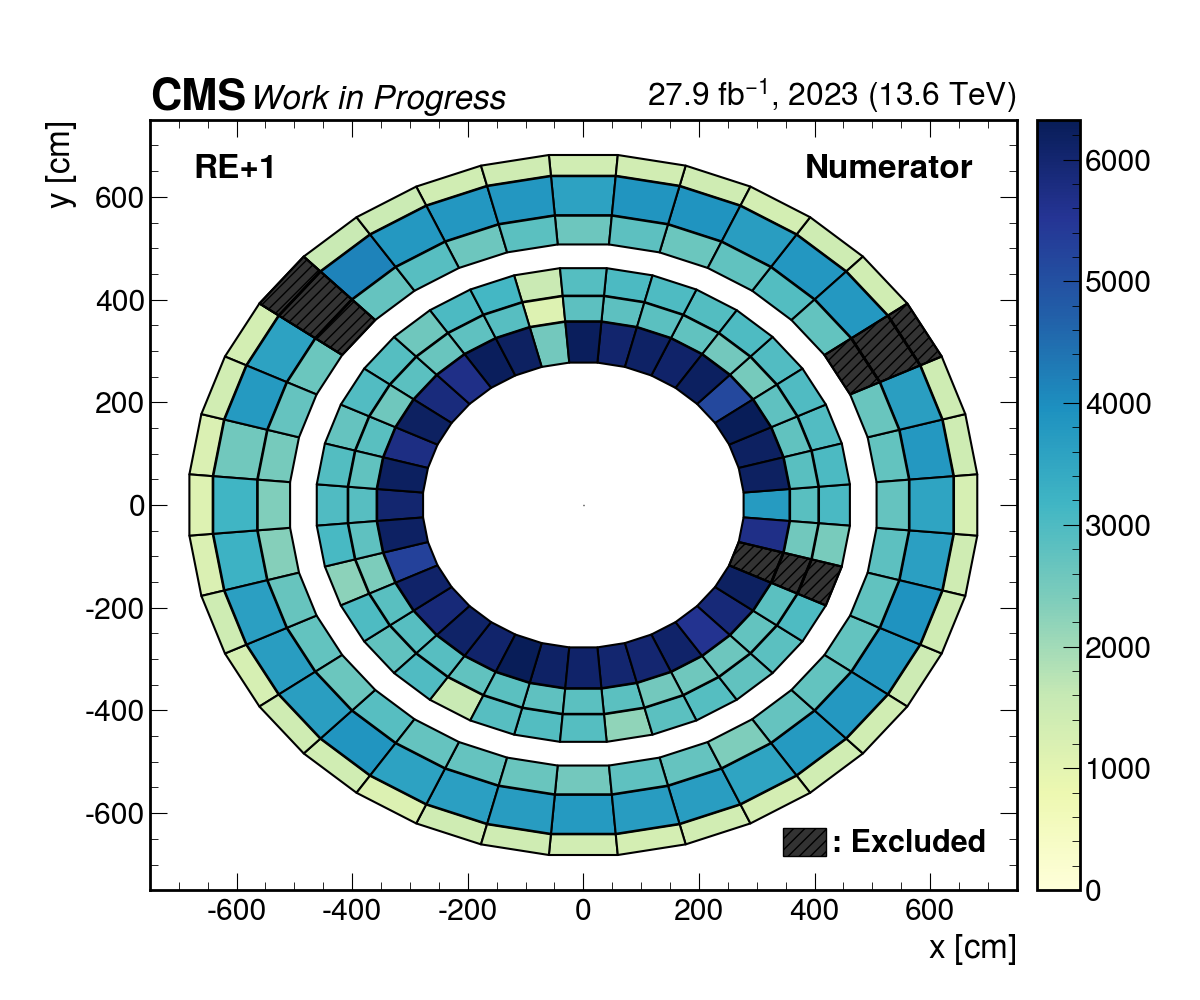 CMS Work in Progress 27.9 fb⁻¹, 2023 (13.6 TeV)
y [cm]
RE+1 Numerator
600
400
200
0
-200
-400
-600
-600 -400 -200 0 200 400 600
x [cm]
: Excluded
6000
5000
4000
3000
2000
1000
0